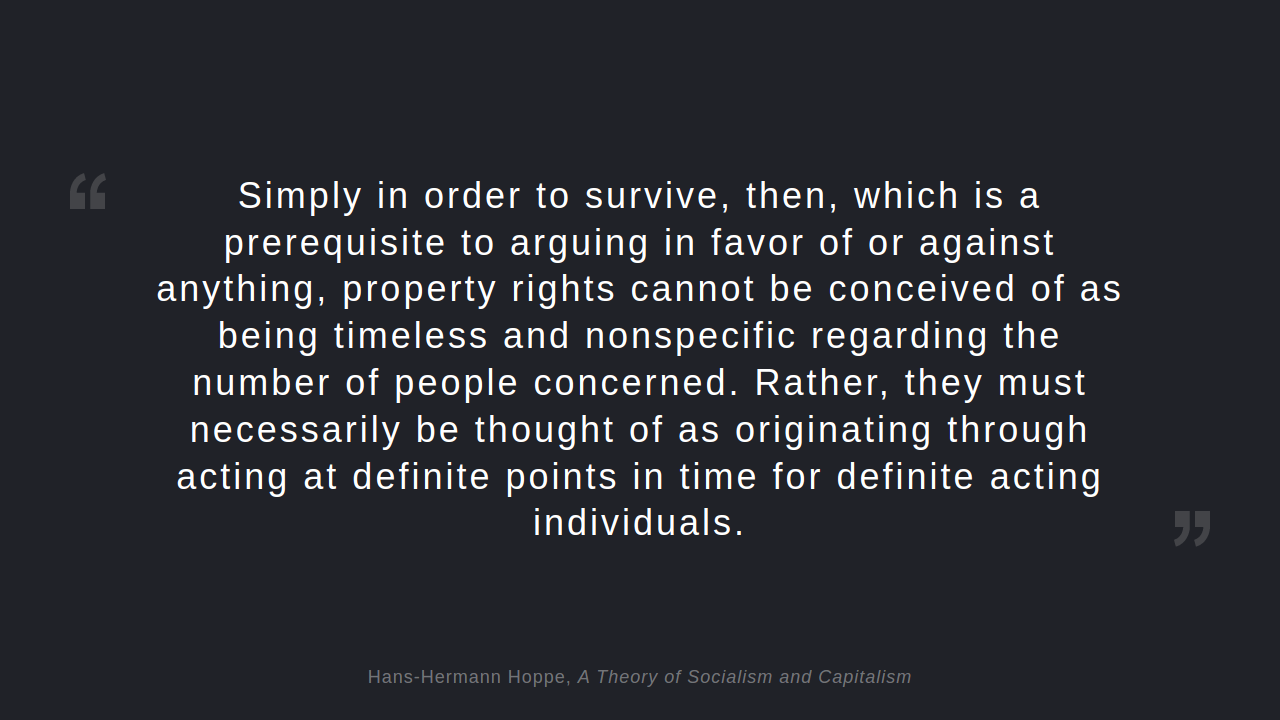 “
Simply in order to survive, then, which is a
prerequisite to arguing in favor of or against
anything, property rights cannot be conceived of as
being timeless and nonspecific regarding the
number of people concerned. Rather, they must
necessarily be thought of as originating through
acting at definite points in time for definite acting
individuals.
”
Hans-Hermann Hoppe, A Theory of Socialism and Capitalism